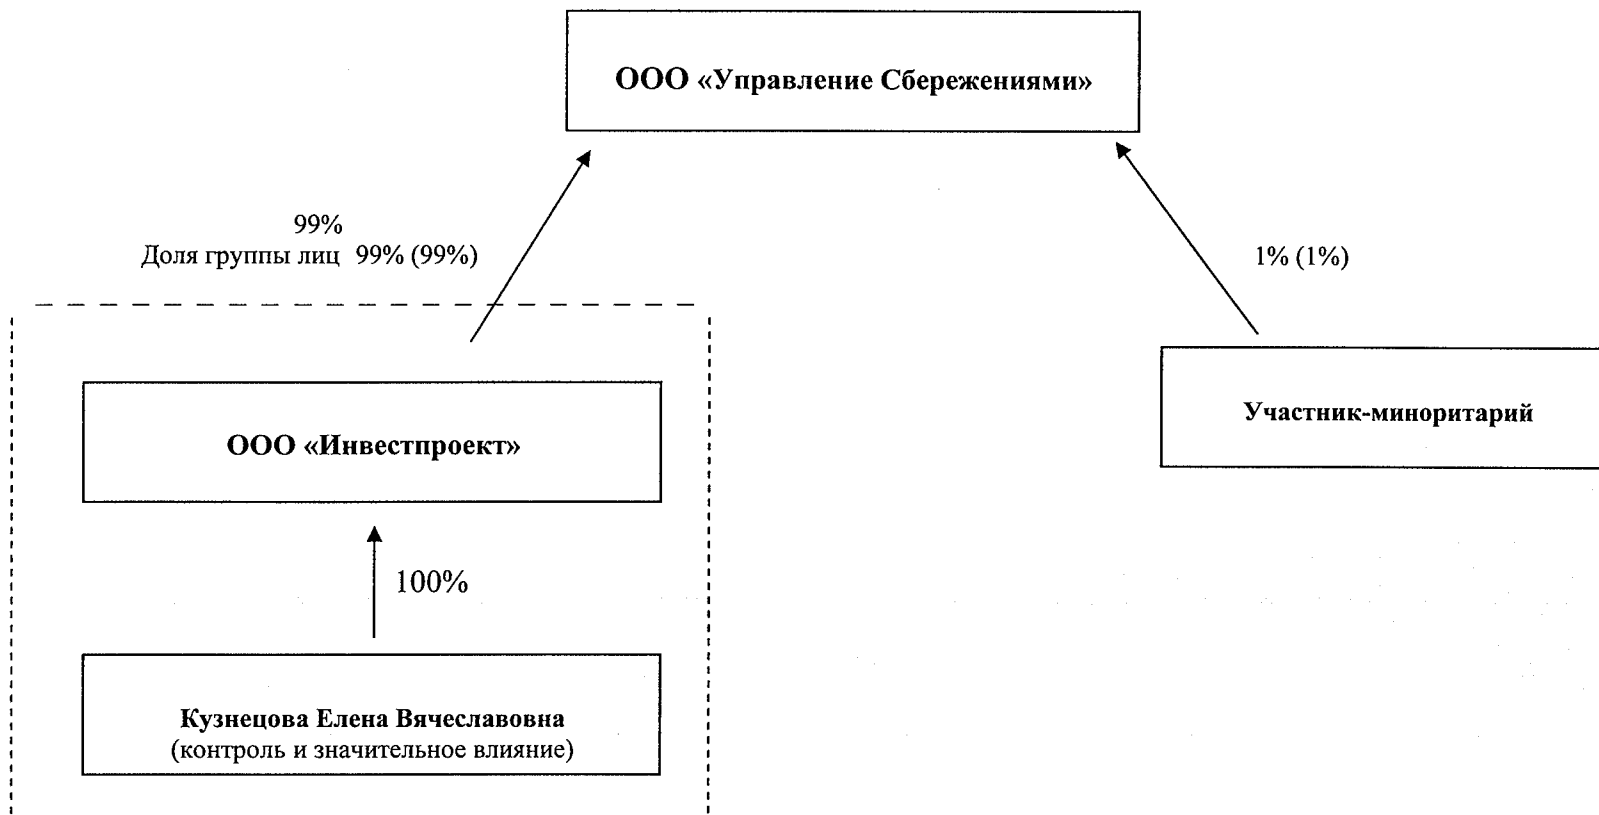 ООО «Управление Сбережениями»
99%
Доля группы лиц 99% (99%)
1% (1%)
Участник-миноритарий
ООО «Инвестпроект»
100%
Кузнецова Елена Вячеславовна
(контроль и значительное влияние)